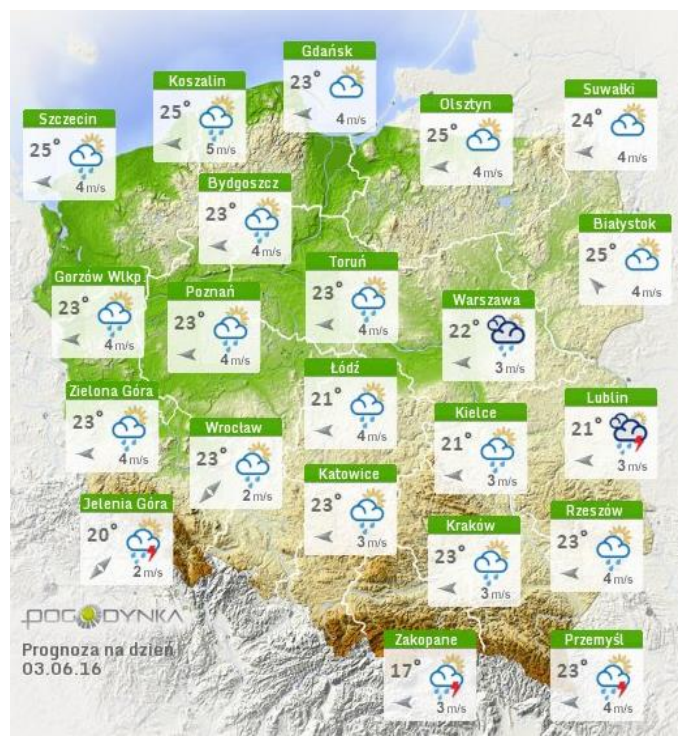 Gdańsk
23°
4 m/s
Koszalin
25°
5 m/s
Suwałki
24°
4 m/s
Olsztyn
25°
4 m/s
Szczecin
25°
4 m/s
Bydgoszcz
23°
4 m/s
Białystok
25°
4 m/s
Toruń
23°
4 m/s
Gorzów Wlkp
23°
4 m/s
Poznań
23°
4 m/s
Warszawa
22°
3 m/s
Łódź
21°
4 m/s
Zielona Góra
23°
4 m/s
Lublin
21°
3 m/s
Kielce
21°
3 m/s
Wrocław
23°
2 m/s
Katowice
23°
3 m/s
Jelenia Góra
20°
2 m/s
Rzeszów
23°
4 m/s
Kraków
23°
3 m/s
POGODYNKA
Prognoza na dzień
03.06.16
Zakopane
17°
3 m/s
Przemyśl
23°
4 m/s